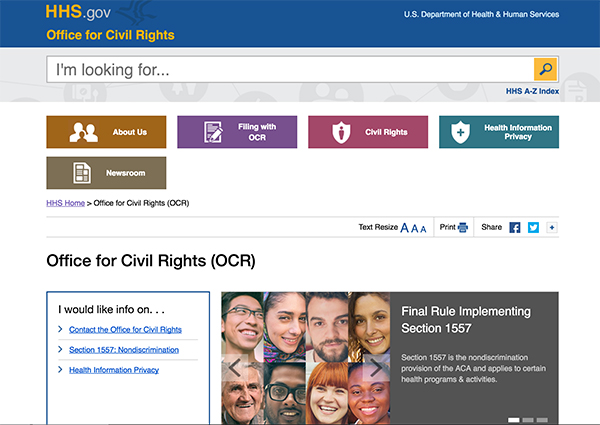 HHS.gov
U.S. Department of Health & Human Services
Office for Civil Rights
I'm looking for...
HHS A-Z Index
About Us
Filing with
OCR
Civil Rights
Health Information
Privacy
Newsroom
HHS Home > Office for Civil Rights (OCR)
Text Resize A A A Print Share +
Office for Civil Rights (OCR)
I would like info on. . .
Contact the Office for Civil Rights
Section 1557: Nondiscrimination
Health Information Privacy
Final Rule Implementing
Section 1557
Section 1557 is the nondiscrimination
provision of the ACA and applies to certain
health programs & activities.